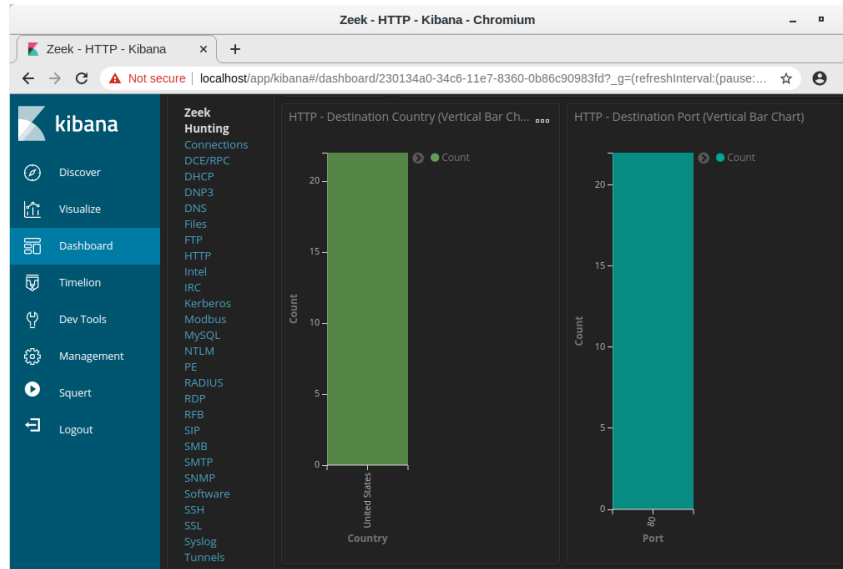 Zeek - HTTP - Kibana - Chromium
Zeek - HTTP - Kibana × +
Not secure | localhost/app/kibana#/dashboard/230134a0-34c6-11e7-8360-0b86c90983fd?_g=(refreshInterval:(pause:...
kibana
Discover
Visualize
Dashboard
Timelion
Dev Tools
Management
Squert
Logout
Zeek
Hunting
Connections
DCE/RPC
DHCP
DNP3
DNS
Files
FTP
HTTP
Intel
IRC
Kerberos
Modbus
MySQL
NTLM
PE
RADIUS
RDP
RFB
SIP
SMB
SMTP
SNMP
Software
SSH
SSL
Syslog
Tunnels
HTTP - Destination Country (Vertical Bar Ch...
Count
20
15
10
5
0
Count
United States
Country
HTTP - Destination Port (Vertical Bar Chart)
Count
20
15
10
5
0
Count
80
Port